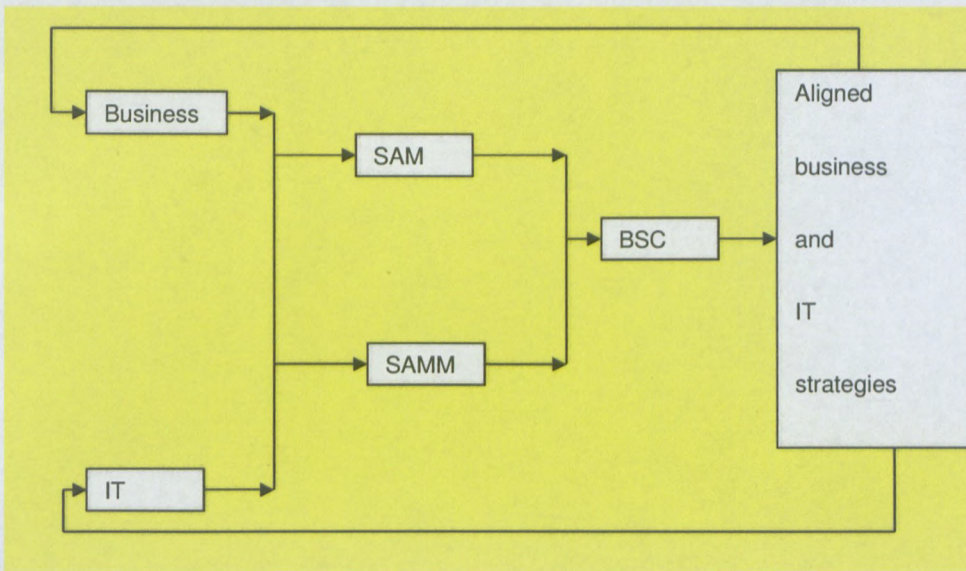 Business
SAM
BSC
SAMM
IT
Aligned
business
and
IT
strategies